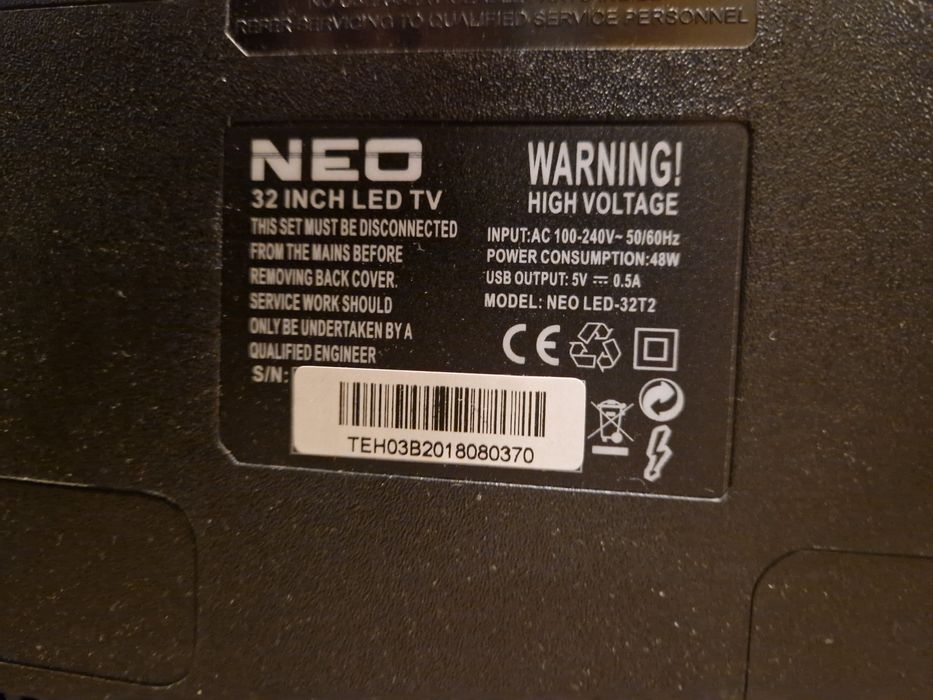 REFER SERVICING TO QUALIFIED SERVICE PERSONNEL
NEO
32 INCH LED TV
THIS SET MUST BE DISCONNECTED
FROM THE MAINS BEFORE
REMOVING BACK COVER.
SERVICE WORK SHOULD
ONLY BE UNDERTAKEN BY A
QUALIFIED ENGINEER
S/N:
TEH03B2018080370
WARNING!
HIGH VOLTAGE
INPUT:AC 100-240V~ 50/60Hz
POWER CONSUMPTION:48W
USB OUTPUT: 5V ⎓ 0.5A
MODEL: NEO LED-32T2
CE